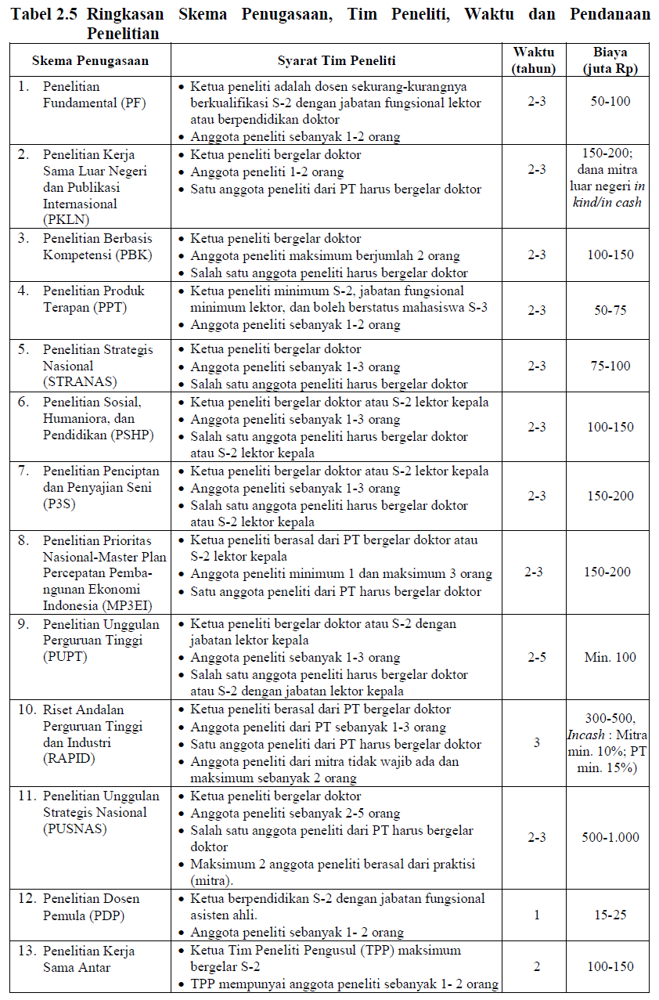 Tabel 2.5 Ringkasan Skema Penugasaan, Tim Peneliti, Waktu dan Pendanaan
Penelitian
Skema Penugasaan
Syarat Tim Peneliti
Waktu
(tahun)
Biaya
(juta Rp)
1. Penelitian
Fundamental (PF)
• Ketua peneliti adalah dosen sekurang-kurangnya
berkualifikasi S-2 dengan jabatan fungsional lektor
atau berpendidikan doktor
• Anggota peneliti sebanyak 1-2 orang
2-3
50-100
2. Penelitian Kerja
Sama Luar Negeri
dan Publikasi
Internasional
(PKLN)
• Ketua peneliti bergelar doktor
• Anggota peneliti 1-2 orang
• Satu anggota peneliti dari PT harus bergelar doktor
2-3
150-200;
dana mitra
luar negeri in
kind/in cash
3. Penelitian Berbasis
Kompetensi (PBK)
• Ketua peneliti bergelar doktor
• Anggota peneliti maksimum berjumlah 2 orang
• Salah satu anggota peneliti harus bergelar doktor
2-3
100-150
4. Penelitian Produk
Terapan (PPT)
• Ketua peneliti minimum S-2, jabatan fungsional
minimum lektor, dan boleh berstatus mahasiswa S-3
• Anggota peneliti sebanyak 1-2 orang
2-3
50-75
5. Penelitian Strategis
Nasional
(STRANAS)
• Ketua peneliti bergelar doktor
• Anggota peneliti sebanyak 1-3 orang
• Salah satu anggota peneliti harus bergelar doktor
2-3
75-100
6. Penelitian Sosial,
Humaniora, dan
Pendidikan (PSHP)
• Ketua peneliti bergelar doktor atau S-2 lektor kepala
• Anggota peneliti sebanyak 1-3 orang
• Salah satu anggota peneliti harus bergelar doktor
atau S-2 lektor kepala
2-3
100-150
7. Penelitian Penciptan
dan Penyajian Seni
(P3S)
• Ketua peneliti bergelar doktor atau S-2 lektor kepala
• Anggota peneliti sebanyak 1-3 orang
• Salah satu anggota peneliti harus bergelar doktor
atau S-2 lektor kepala
2-3
150-200
8. Penelitian Prioritas
Nasional-Master Plan
Percepatan Pemba-
ngunan Ekonomi
Indonesia (MP3EI)
• Ketua peneliti berasal dari PT bergelar doktor atau
S-2 lektor kepala
• Anggota peneliti minimum 1 dan maksimum 3 orang
• Satu anggota peneliti dari PT harus bergelar doktor
2-3
150-200
9. Penelitian Unggulan
Perguruan Tinggi
(PUPT)
• Ketua peneliti bergelar doktor atau S-2 dengan
jabatan lektor kepala
• Anggota peneliti sebanyak 1-3 orang
• Salah satu anggota peneliti harus bergelar doktor
atau S-2 dengan jabatan lektor kepala
2-5
Min. 100
10. Riset Andalan
Perguruan Tinggi
dan Industri
(RAPID)
• Ketua peneliti berasal dari PT bergelar doktor
• Anggota peneliti dari PT sebanyak 1-3 orang
• Satu anggota peneliti dari PT harus bergelar doktor
• Anggota peneliti dari mitra tidak wajib ada dan
maksimum sebanyak 2 orang
3
300-500,
Incash : Mitra
min. 10%; PT
min. 15%)
11. Penelitian Unggulan
Strategis Nasional
(PUSNAS)
• Ketua peneliti bergelar doktor
• Anggota peneliti sebanyak 2-5 orang
• Salah satu anggota peneliti dari PT harus bergelar
doktor
• Maksimum 2 anggota peneliti berasal dari praktisi
(mitra).
2-3
500-1.000
12. Penelitian Dosen
Pemula (PDP)
• Ketua berpendidikan S-2 dengan jabatan fungsional
asisten ahli.
• Anggota peneliti sebanyak 1- 2 orang
1
15-25
13. Penelitian Kerja
Sama Antar
• Ketua Tim Peneliti Pengusul (TPP) maksimum
bergelar S-2
• TPP mempunyai anggota peneliti sebanyak 1- 2 orang
2
100-150